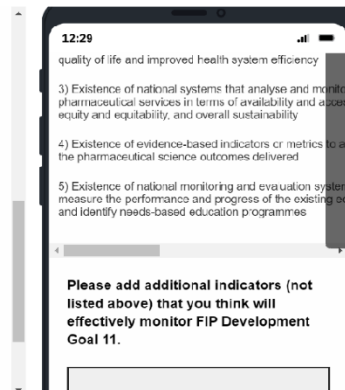 12:29
quality of life and improved health system efficiency
3) Existence of national systems that analyse and monito
pharmaceutical services in terms of availability and acces
equity and equitability, and overall sustainability
4) Existence of evidence-based indicators or metrics to a
the pharmaceutical science outcomes delivered
5) Existence of national monitoring and evaluation system
measure the performance and progress of the existing ed
and identify needs-based education programmes
Please add additional indicators (not
listed above) that you think will
effectively monitor FIP Development
Goal 11.